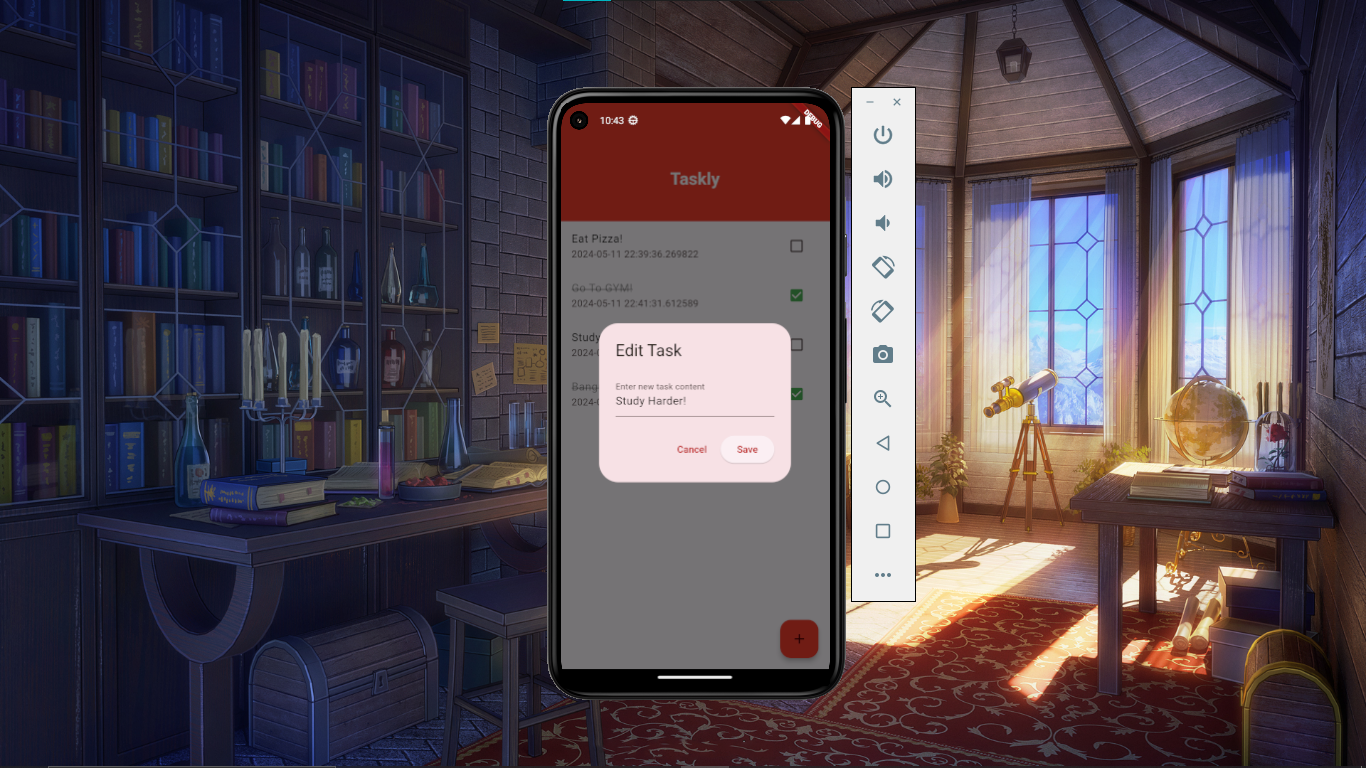 10:43
DEBUG
Taskly
Eat Pizza!
2024-05-11 22:39:36.269822
Go To GYM!
2024-05-11 22:41:31.612589
Study
2024-0
Bang
2024-0
Edit Task
Enter new task content
Study Harder!
Cancel
Save